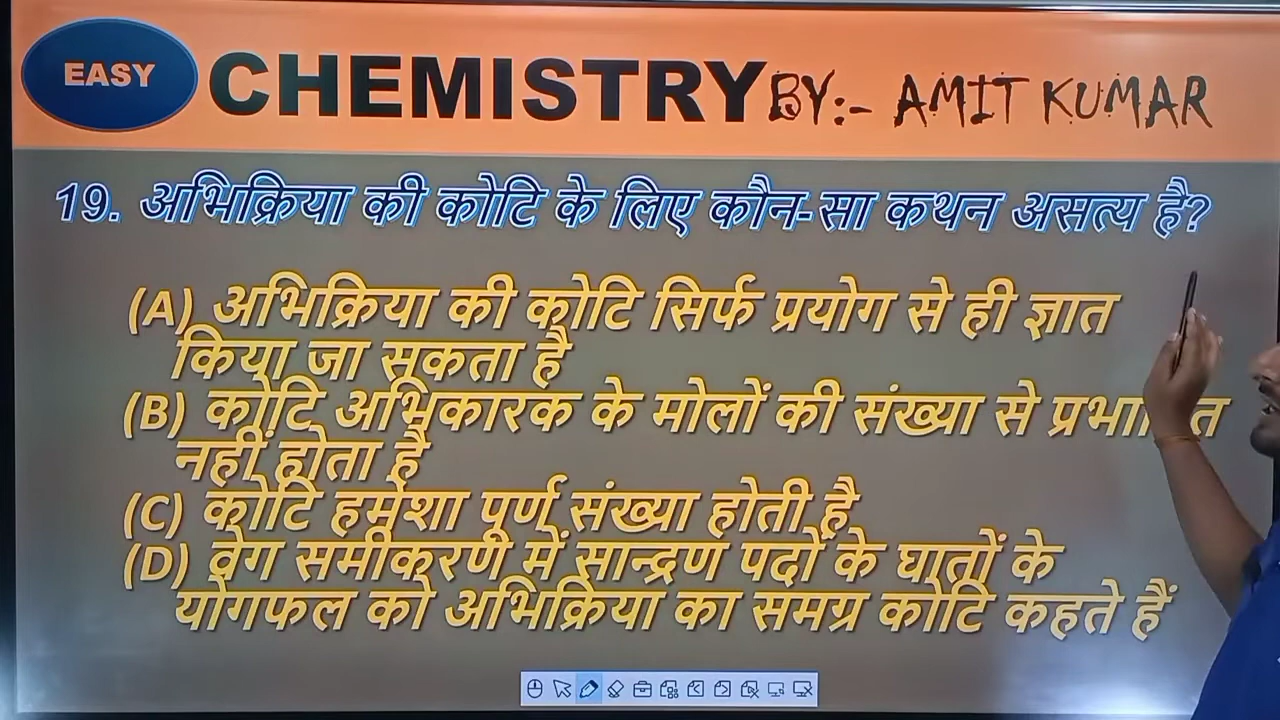 EASY
CHEMISTRY BY:- AMIT KUMAR
19. अभिक्रिया की कोटि के लिए कौन-सा कथन असत्य है?
(A) अभिक्रिया की कोटि सिर्फ प्रयोग से ही ज्ञात
किया जा सकता है
(B) कोटि अभिकारक के मोलों की संख्या से
नहीं होता है
(C) कोटि हमेशा पूर्ण संख्या होती है
(D) वेग समीकरण में सान्द्रण पदों के घातों के
योगफल को अभिक्रिया का समग्र कोटि कहते हैं